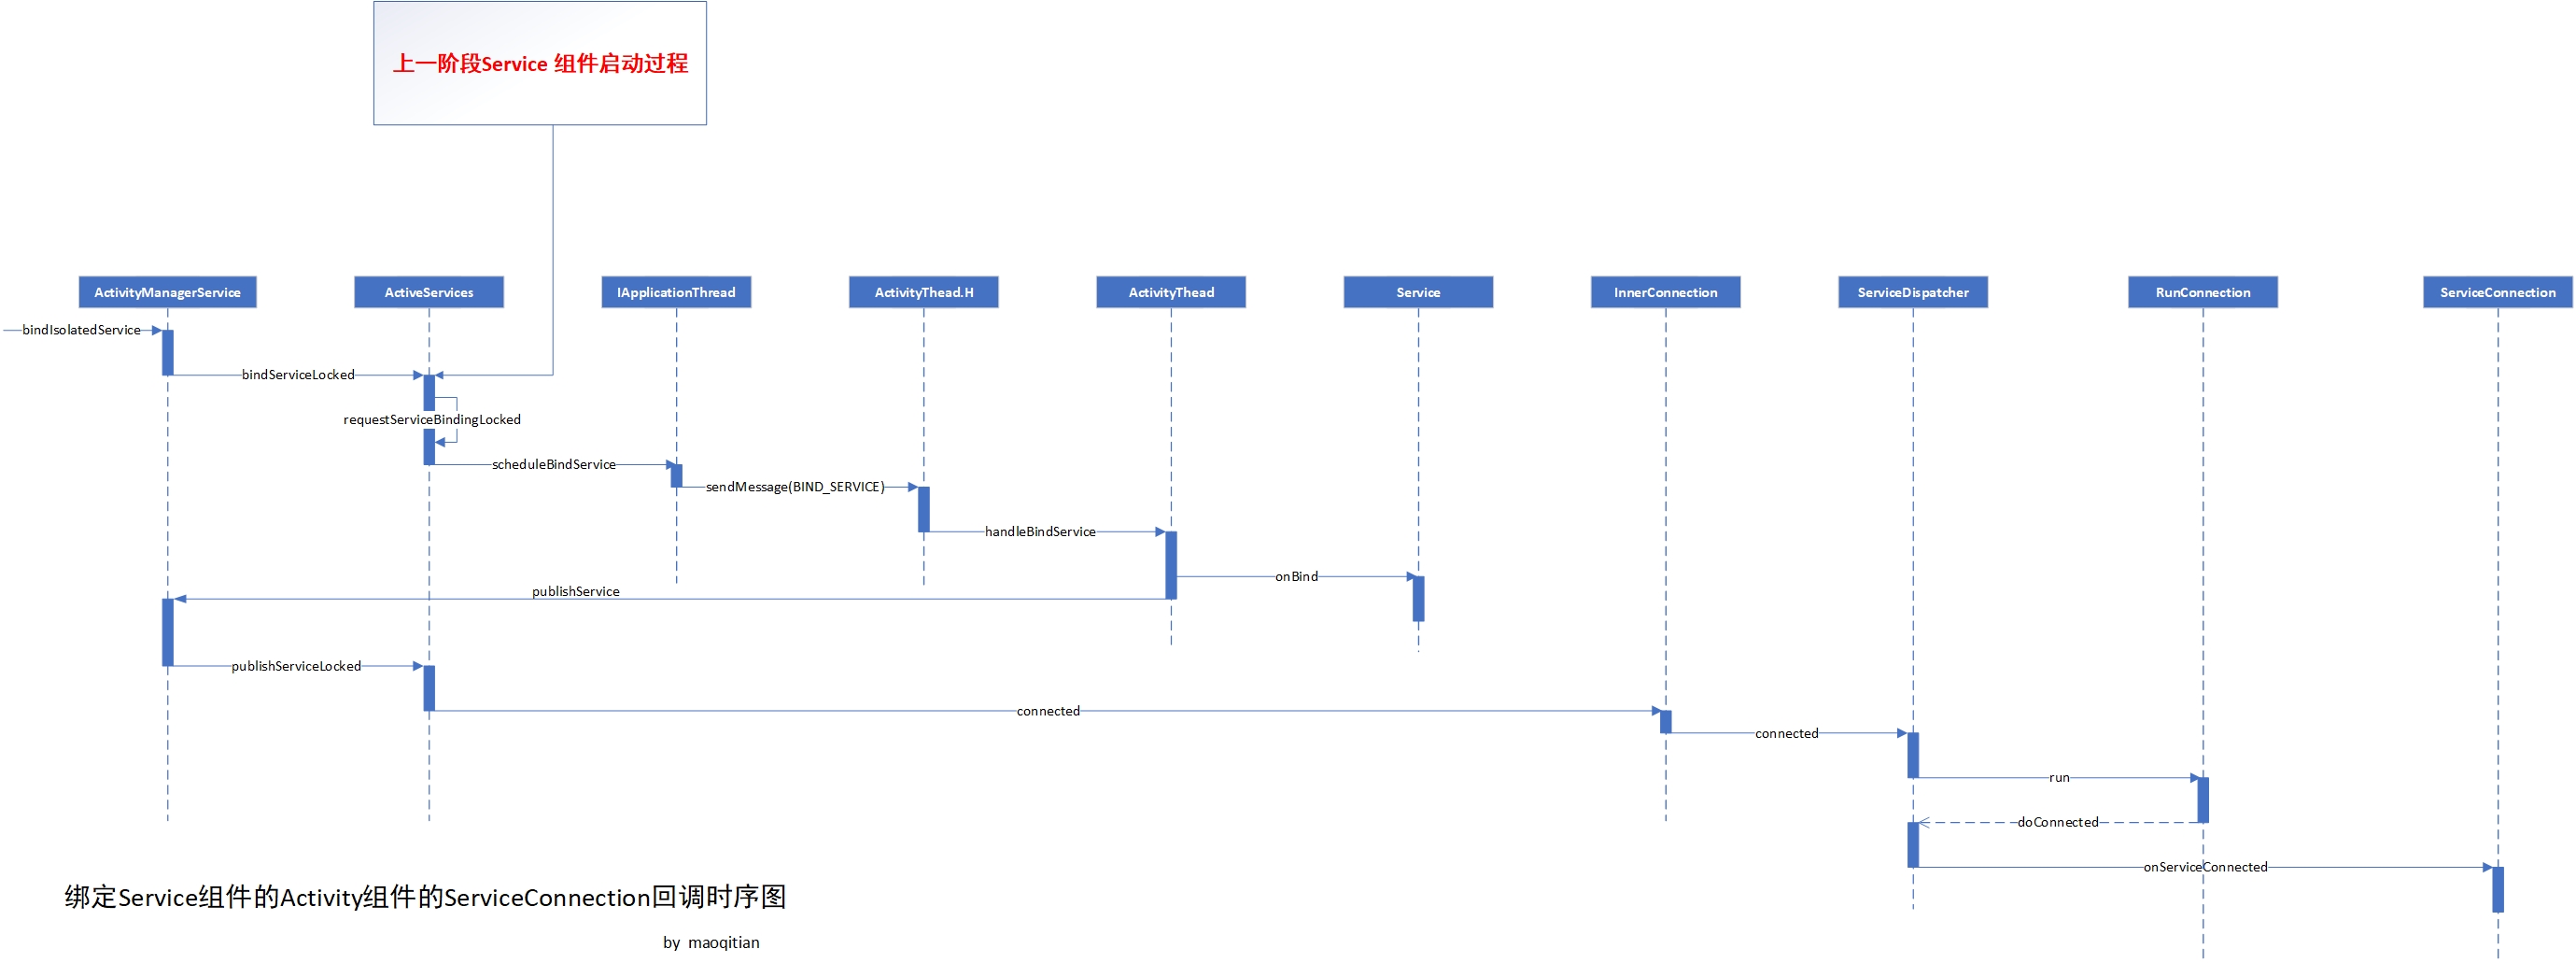 上一阶段Service 组件启动过程
ActivityManagerService
ActiveServices
IApplicationThread
ActivityThead.H
ActivityThead
Service
InnerConnection
ServiceDispatcher
RunConnection
ServiceConnection
bindIsolatedService
bindServiceLocked
requestServiceBindingLocked
scheduleBindService
sendMessage(BIND_SERVICE)
handleBindService
onBind
publishService
publishServiceLocked
connected
connected
run
doConnected
onServiceConnected
绑定Service组件的Activity组件的ServiceConnection回调时序图
by maoqitian